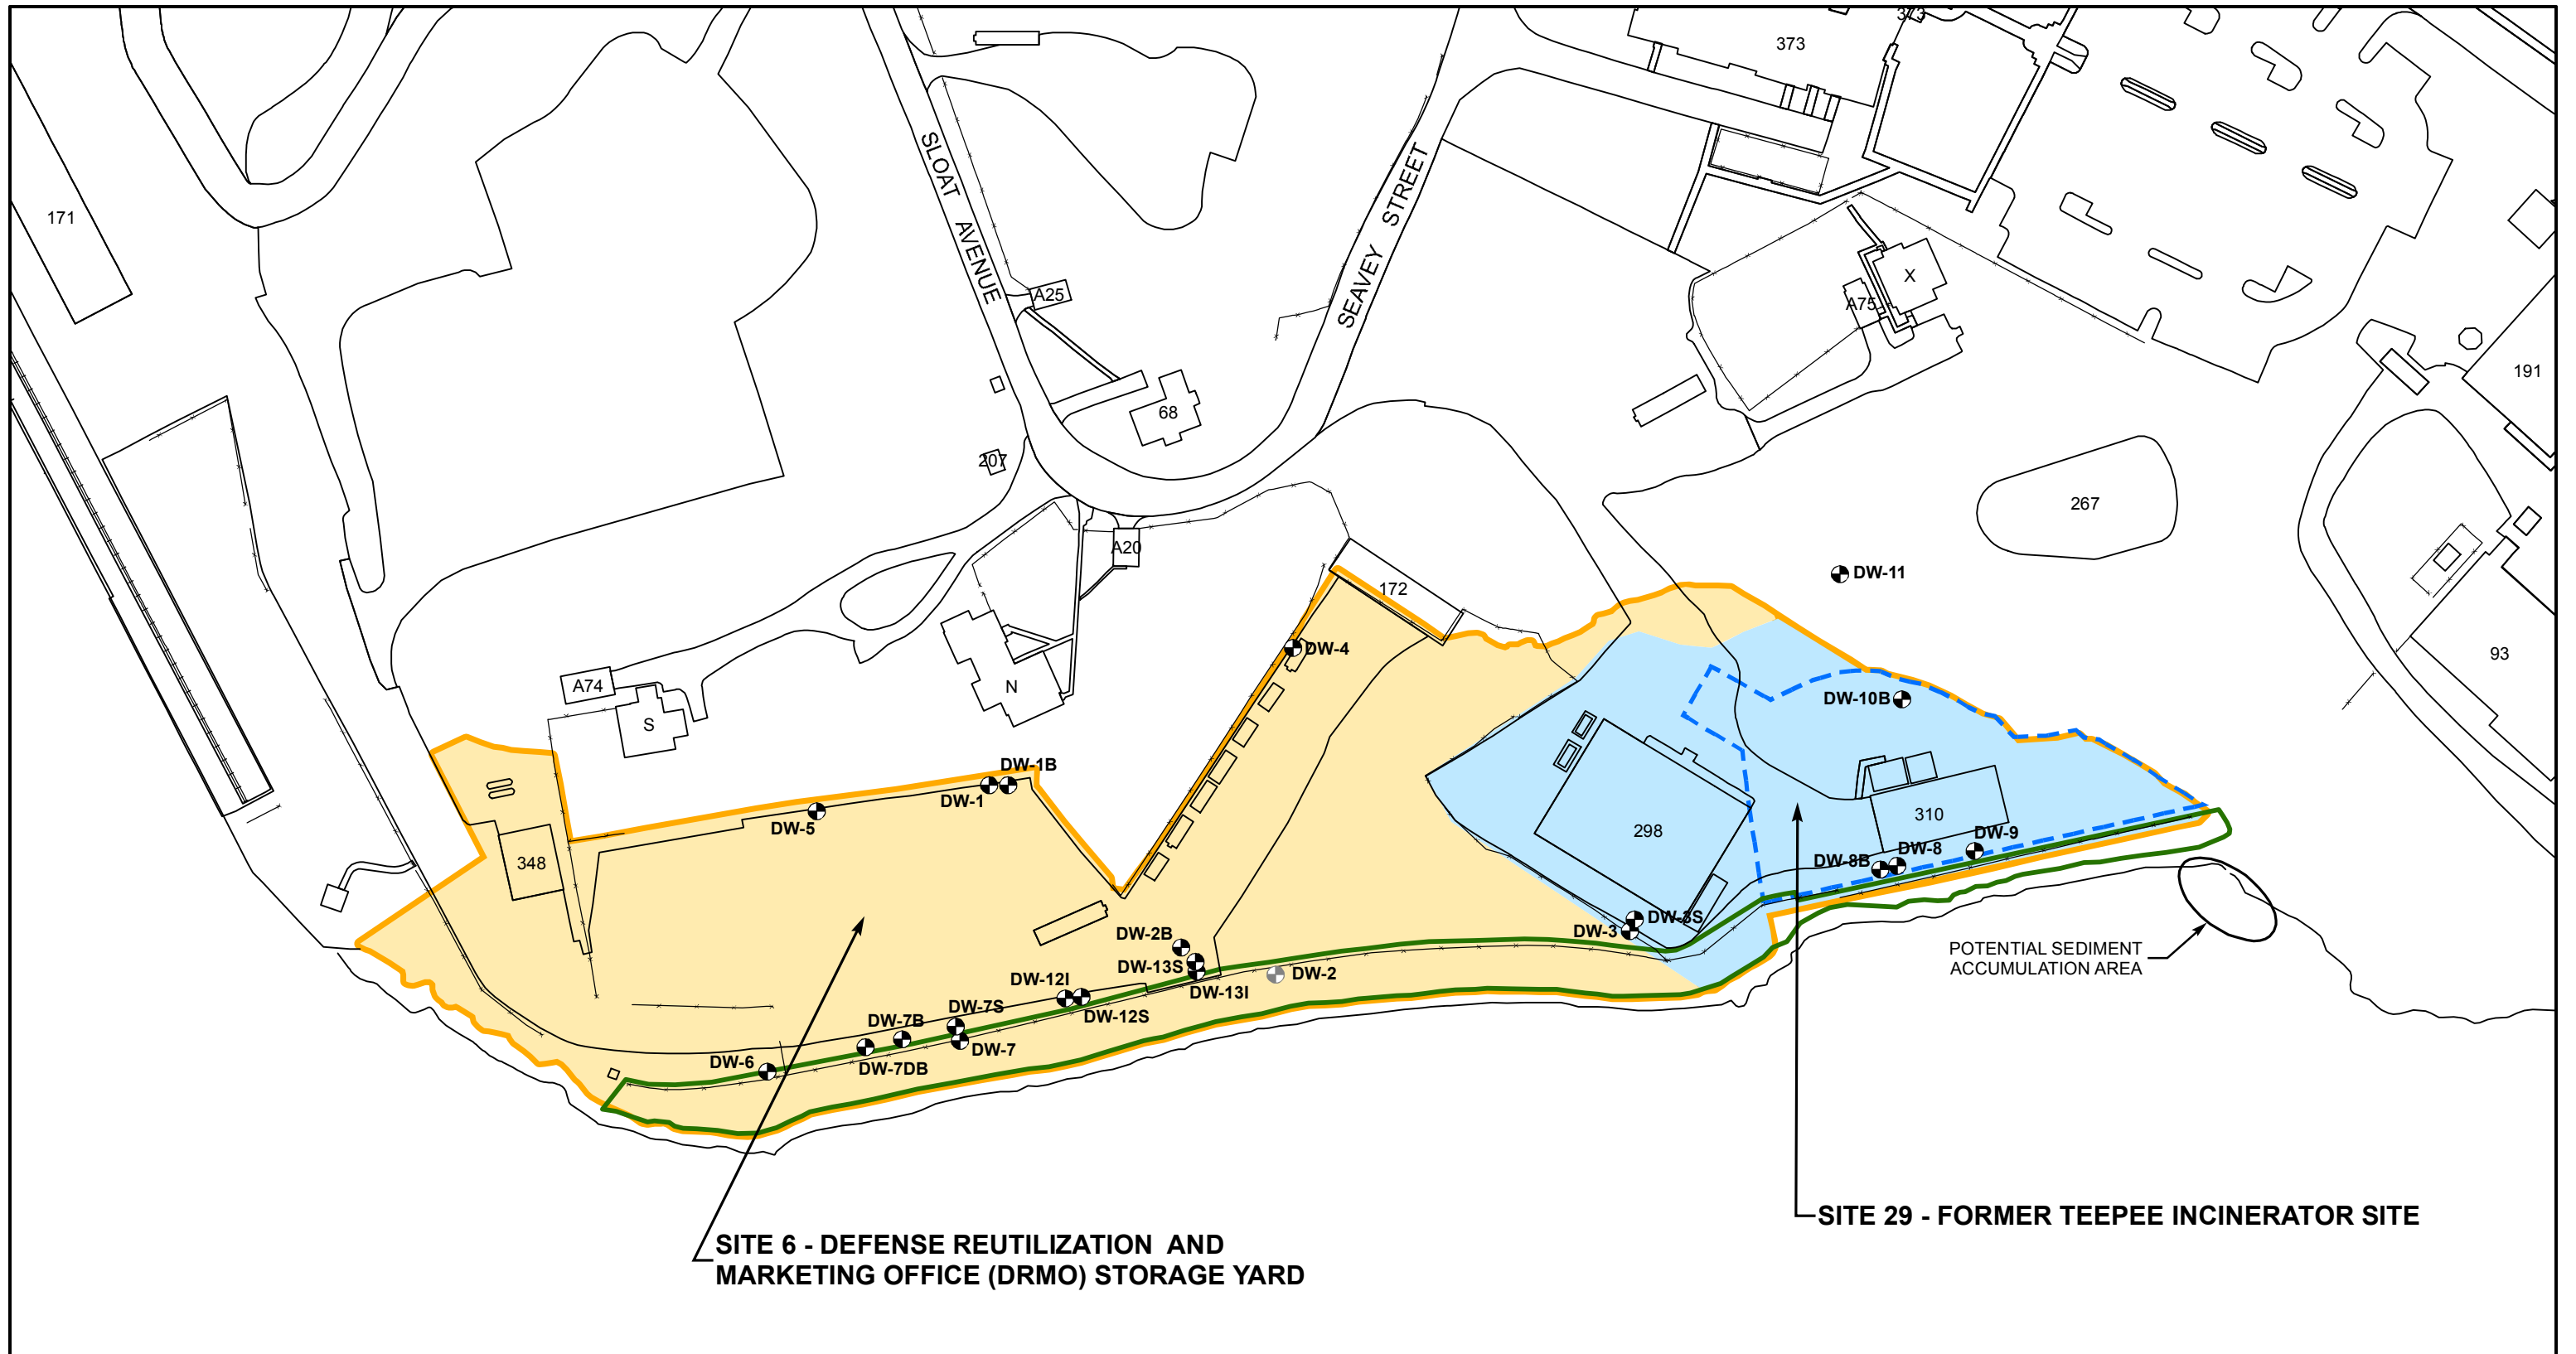 373
373
171
SLOAT AVENUE
SEAVEY STREET
A25
X
A75
191
68
207
267
A20
DW-11
172
93
DW-4
A74
N
S
DW-10B
DW-1B
DW-1
DW-5
310
298
DW-9
348
DW-8
DW-8B
DW-3S
DW-3
DW-2B
POTENTIAL SEDIMENT
ACCUMULATION AREA
DW-13S
DW-2
DW-12I
DW-13I
DW-7S
DW-12S
DW-7B
DW-7
DW-6
DW-7DB
SITE 29 - FORMER TEEPEE INCINERATOR SITE
SITE 6 - DEFENSE REUTILIZATION AND
MARKETING OFFICE (DRMO) STORAGE YARD